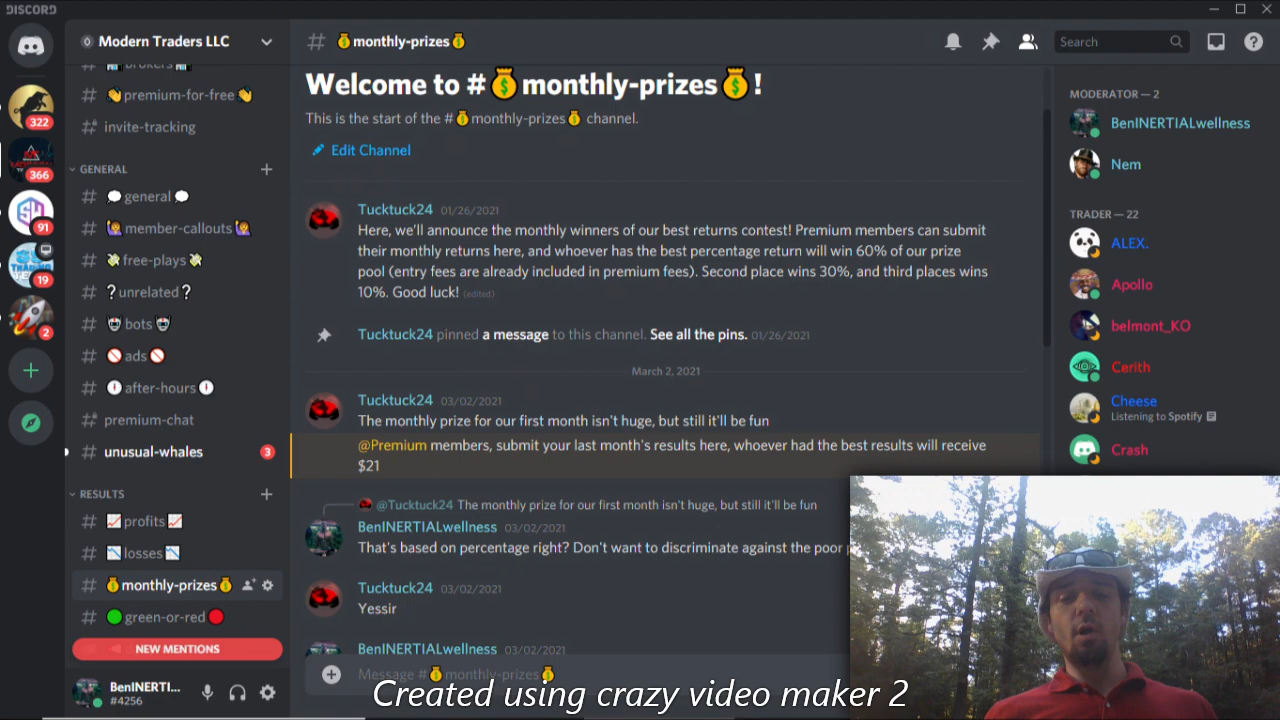 DISCORD
Modern Traders LLC
brokers
premium-for-free
invite-tracking
GENERAL
general
member-callouts
free-plays
unrelated
bots
ads
after-hours
premium-chat
unusual-whales 3
RESULTS
profits
losses
monthly-prizes
green-or-red
NEW MENTIONS
BenINERTI...
#4256
322
366
91
19
2
# monthly-prizes
Search
Welcome to # monthly-prizes !
This is the start of the # monthly-prizes channel.
Edit Channel
Tucktuck24 01/26/2021
Here, we'll announce the monthly winners of our best returns contest! Premium members can submit
their monthly returns here, and whoever has the best percentage return will win 60% of our prize
pool (entry fees are already included in premium fees). Second place wins 30%, and third places wins
10%. Good luck! (edited)
Tucktuck24 pinned a message to this channel. See all the pins. 01/26/2021
March 2, 2021
Tucktuck24 03/02/2021
The monthly prize for our first month isn't huge, but still it'll be fun
@Premium members, submit your last month's results here, whoever had the best results will receive
$21
@Tucktuck24 The monthly prize for our first month isn't huge, but still it'll be fun
BenINERTIALwellness 03/02/2021
That's based on percentage right? Don't want to discriminate against the poor
Tucktuck24 03/02/2021
Yessir
BenINERTIALwellness 03/02/2021
Message # monthly-prizes
MODERATOR — 2
BenINERTIALwellness
Nem
TRADER — 22
ALEX.
Apollo
belmont_KO
Cerith
Cheese
Listening to Spotify
Crash
Created using crazy video maker 2